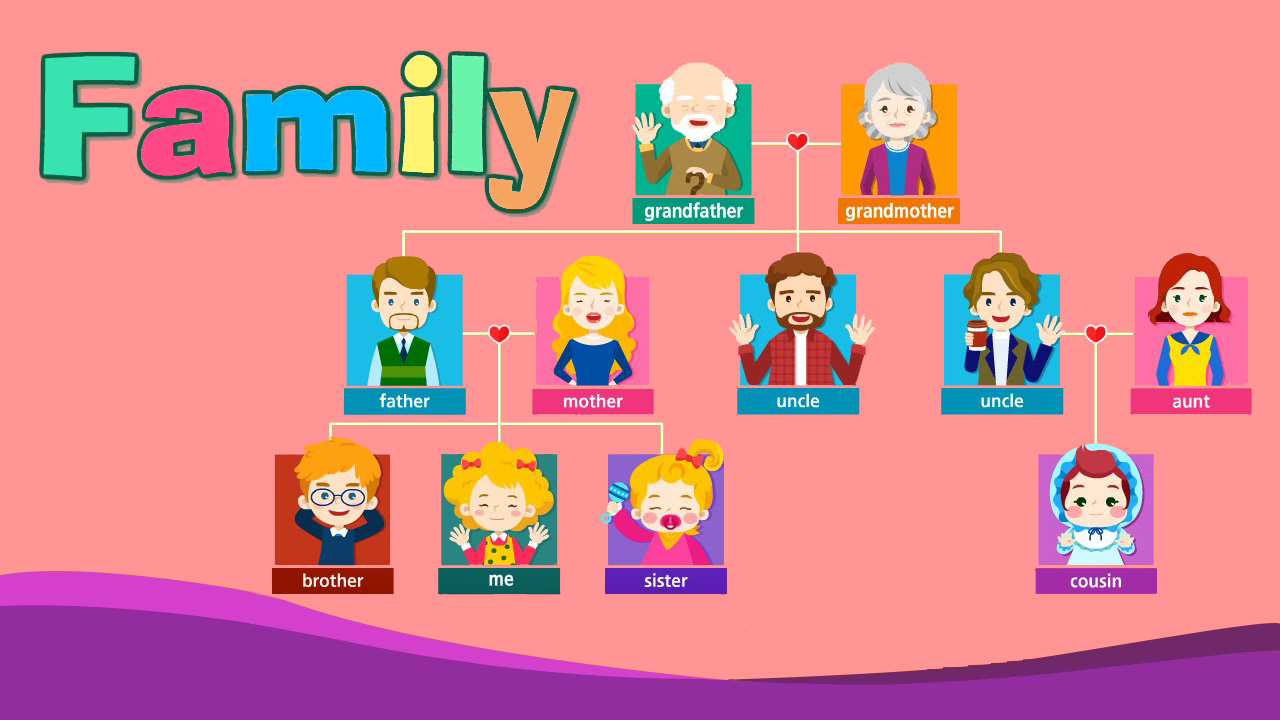 Family
grandfather
grandmother
father
mother
uncle
uncle
aunt
brother
me
sister
cousin